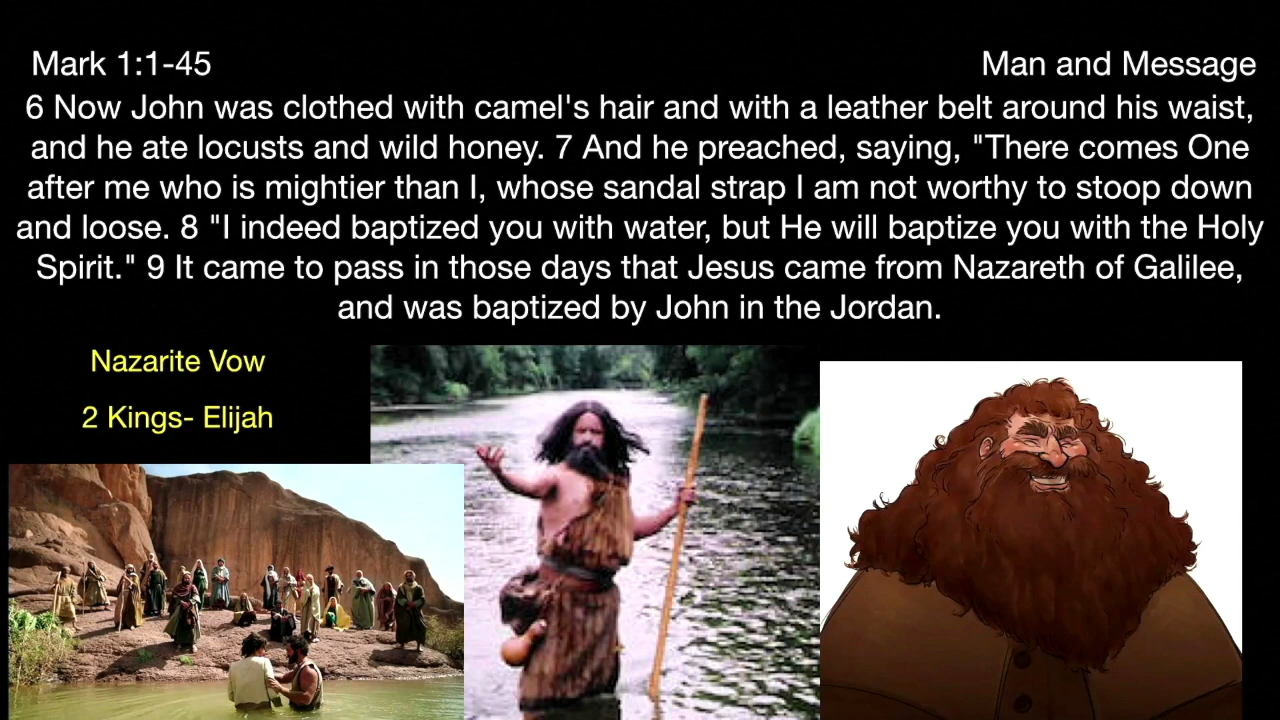 Mark 1:1-45
Man and Message
6 Now John was clothed with camel's hair and with a leather belt around his waist,
and he ate locusts and wild honey. 7 And he preached, saying, "There comes One
after me who is mightier than I, whose sandal strap I am not worthy to stoop down
and loose. 8 "I indeed baptized you with water, but He will baptize you with the Holy
Spirit." 9 It came to pass in those days that Jesus came from Nazareth of Galilee,
and was baptized by John in the Jordan.
Nazarite Vow
2 Kings- Elijah